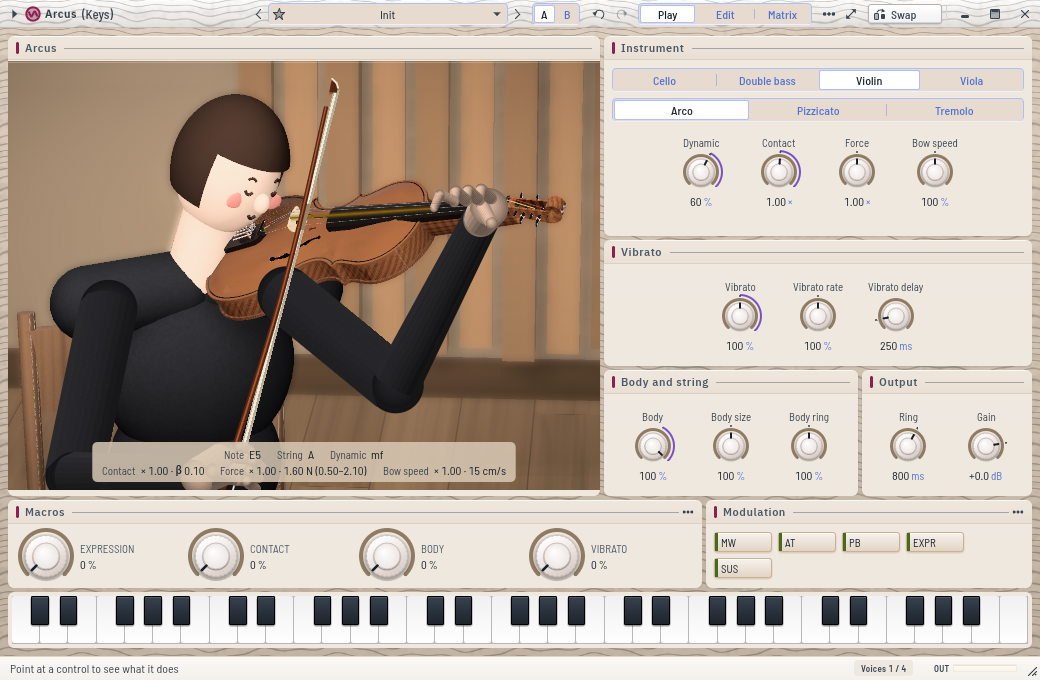 Arcus (Keys)
Init
A B
Play Edit Matrix
Swap
Arcus
Note E5 String A Dynamic mf
Contact × 1.00 · β 0.10 Force × 1.00 · 1.60 N (0.50–2.10) Bow speed × 1.00 · 15 cm/s
Instrument
Cello Double bass Violin Viola
Arco Pizzicato Tremolo
Dynamic Contact Force Bow speed
60 % 1.00 × 1.00 × 100 %
Vibrato
Vibrato Vibrato rate Vibrato delay
100 % 100 % 250 ms
Body and string
Body Body size Body ring
100 % 100 % 100 %
Output
Ring Gain
800 ms +0.0 dB
Macros
EXPRESSION CONTACT BODY VIBRATO
0 % 0 % 0 % 0 %
Modulation
MW AT PB EXPR
SUS
Point at a control to see what it does
Voices 1 / 4 OUT